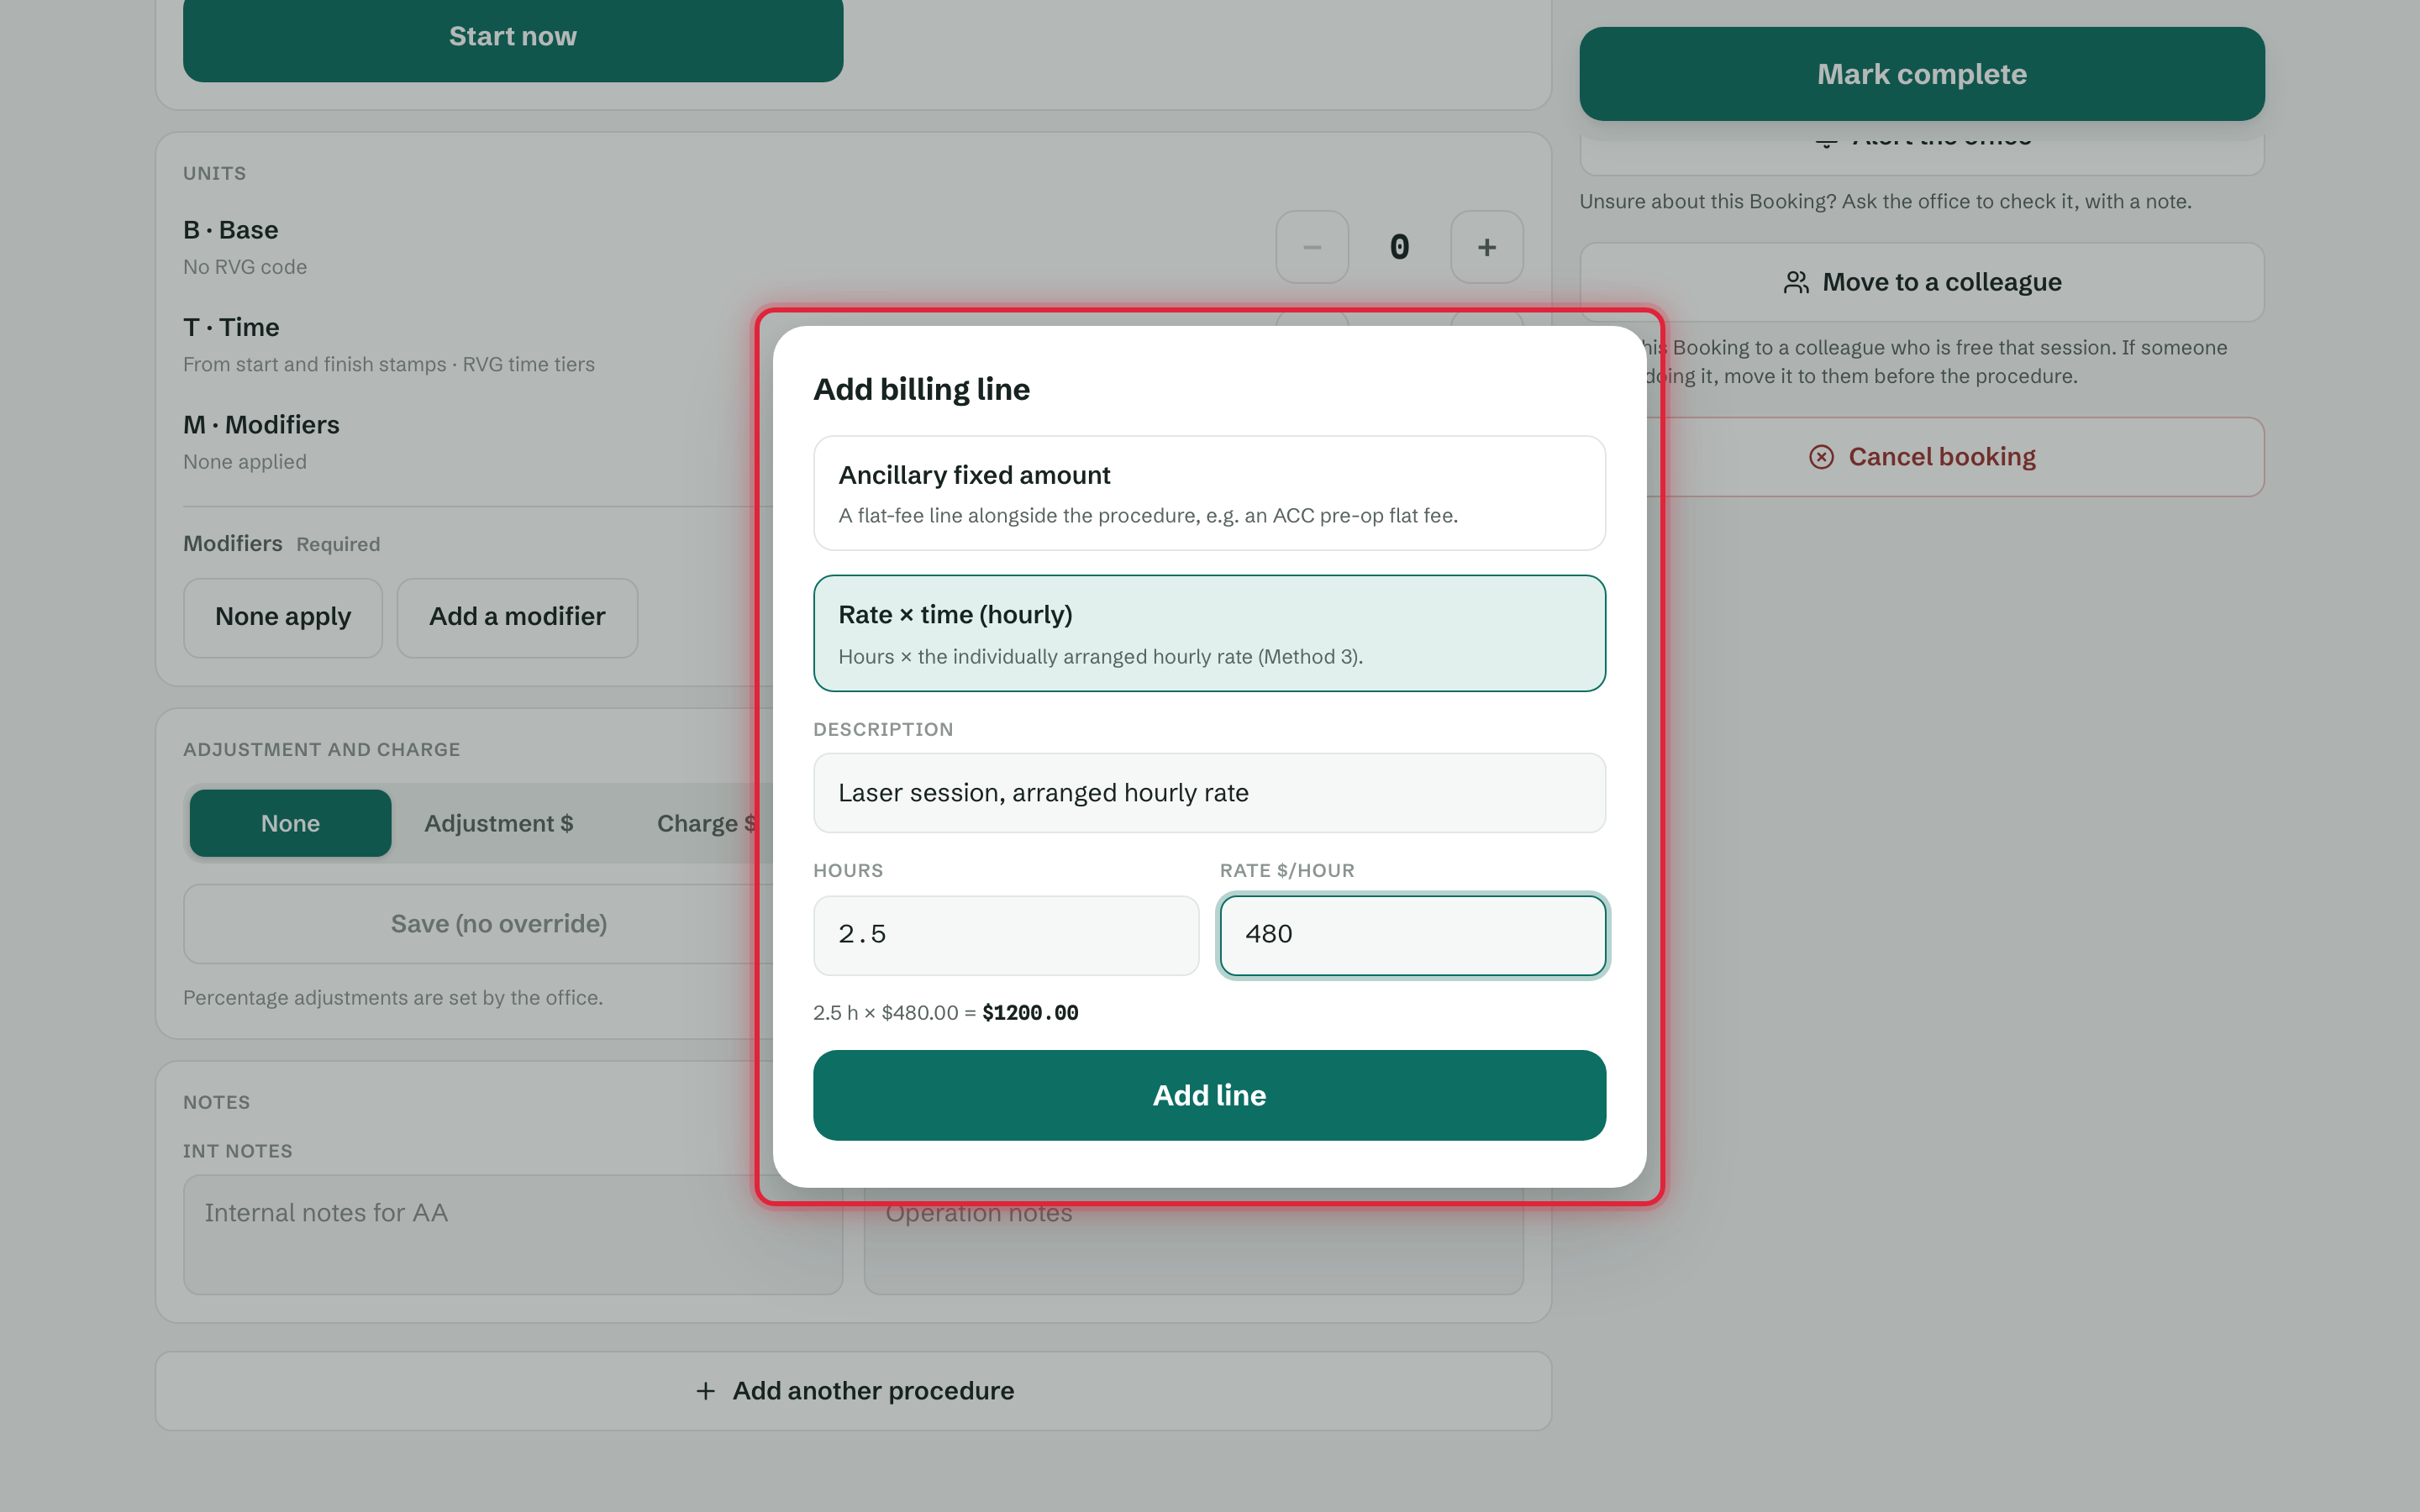 Start now
Mark complete
Alert the office
Unsure about this Booking? Ask the office to check it, with a note.
Move to a colleague
his Booking to a colleague who is free that session. If someone
doing it, move it to them before the procedure.
Cancel booking
UNITS
B · Base
No RVG code
− 0 +
T · Time
From start and finish stamps · RVG time tiers
M · Modifiers
None applied
Modifiers Required
None apply
Add a modifier
ADJUSTMENT AND CHARGE
None
Adjustment $
Charge $
Save (no override)
Percentage adjustments are set by the office.
NOTES
INT NOTES
Internal notes for AA
Operation notes
+ Add another procedure
Add billing line
Ancillary fixed amount
A flat-fee line alongside the procedure, e.g. an ACC pre-op flat fee.
Rate × time (hourly)
Hours × the individually arranged hourly rate (Method 3).
DESCRIPTION
Laser session, arranged hourly rate
HOURS
RATE $/HOUR
2.5
480
2.5 h × $480.00 = $1200.00
Add line